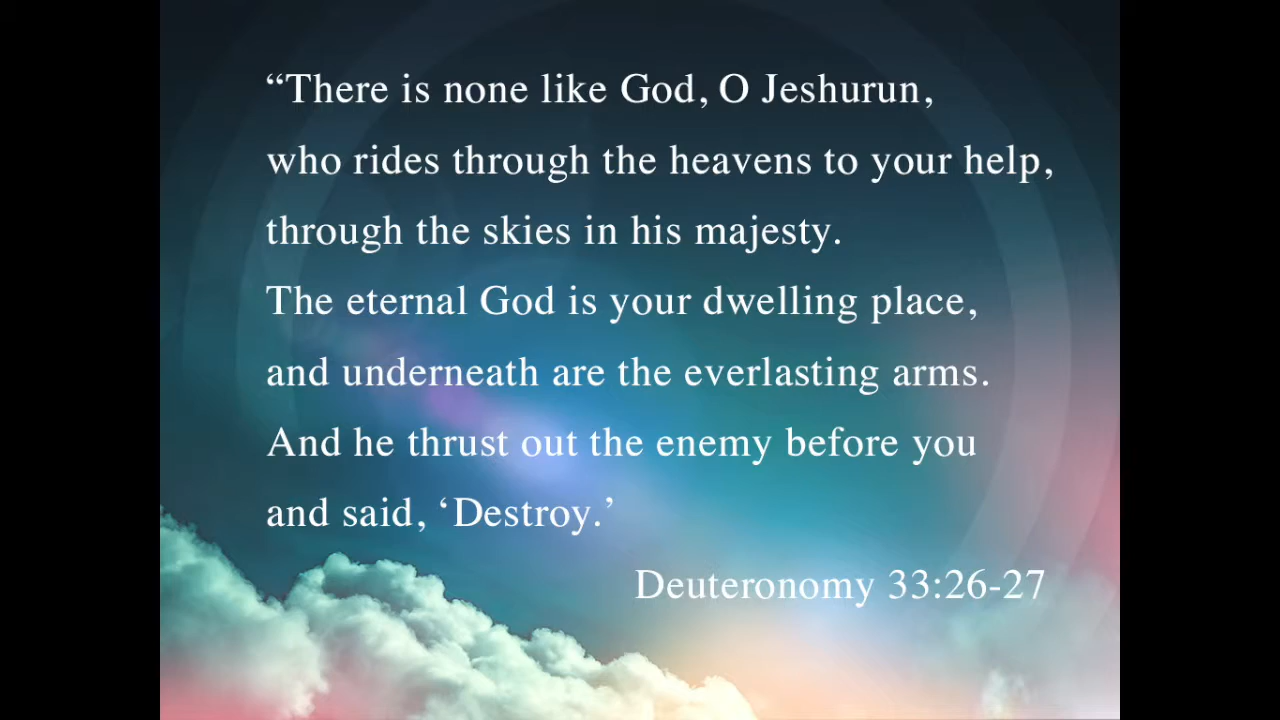 “There is none like God, O Jeshurun,
who rides through the heavens to your help,
through the skies in his majesty.
The eternal God is your dwelling place,
and underneath are the everlasting arms.
And he thrust out the enemy before you
and said, ‘Destroy.’
Deuteronomy 33:26-27